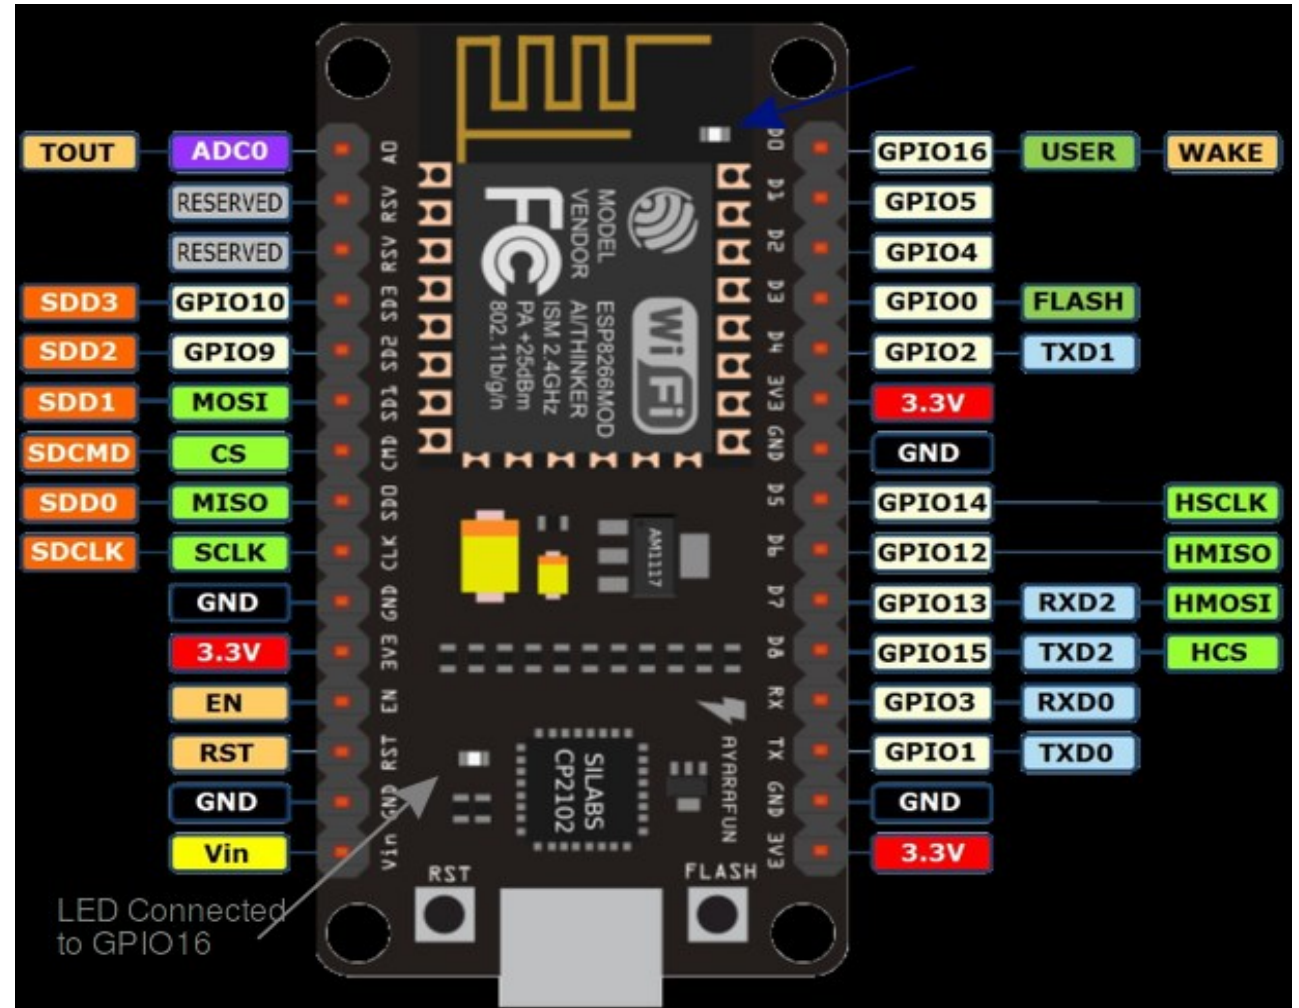 TOUT ADC0 A0
RESERVED RSV
RESERVED RSV
SDD3 GPIO10 SD3
SDD2 GPIO9 SD2
SDD1 MOSI SD1
SDCMD CS CMD
SDD0 MISO SD0
SDCLK SCLK CLK
GND GND
3.3V 3V3
EN EN
RST RST
GND GND
Vin Vin
LED Connected
to GPIO16
MODEL ESP8266MOD
VENDOR AI/THINKER
ISM 2.4GHz
PA +25dBm
802.11b/g/n
FC
Wi Fi
AM1117
SILABS
CP2102
AYARAFUN
RST
FLASH
D0 GPIO16 USER WAKE
D1 GPIO5
D2 GPIO4
D3 GPIO0 FLASH
D4 GPIO2 TXD1
3V3 3.3V
GND GND
D5 GPIO14 HSCLK
D6 GPIO12 HMISO
D7 GPIO13 RXD2 HMOSI
D8 GPIO15 TXD2 HCS
RX GPIO3 RXD0
TX GPIO1 TXD0
GND GND
3V3 3.3V